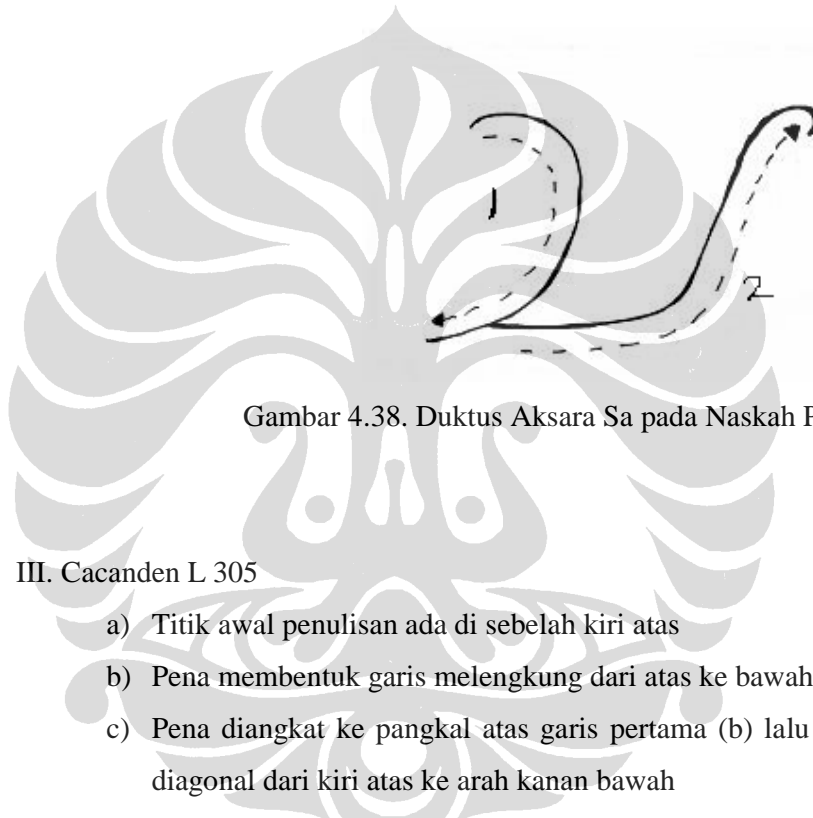 1
2
Gambar 4.38. Duktus Aksara Sa pada Naskah
III. Cacanden L 305
a) Titik awal penulisan ada di sebelah kiri atas
b) Pena membentuk garis melengkung dari atas ke bawah
c) Pena diangkat ke pangkal atas garis pertama (b) lalu
diagonal dari kiri atas ke arah kanan bawah